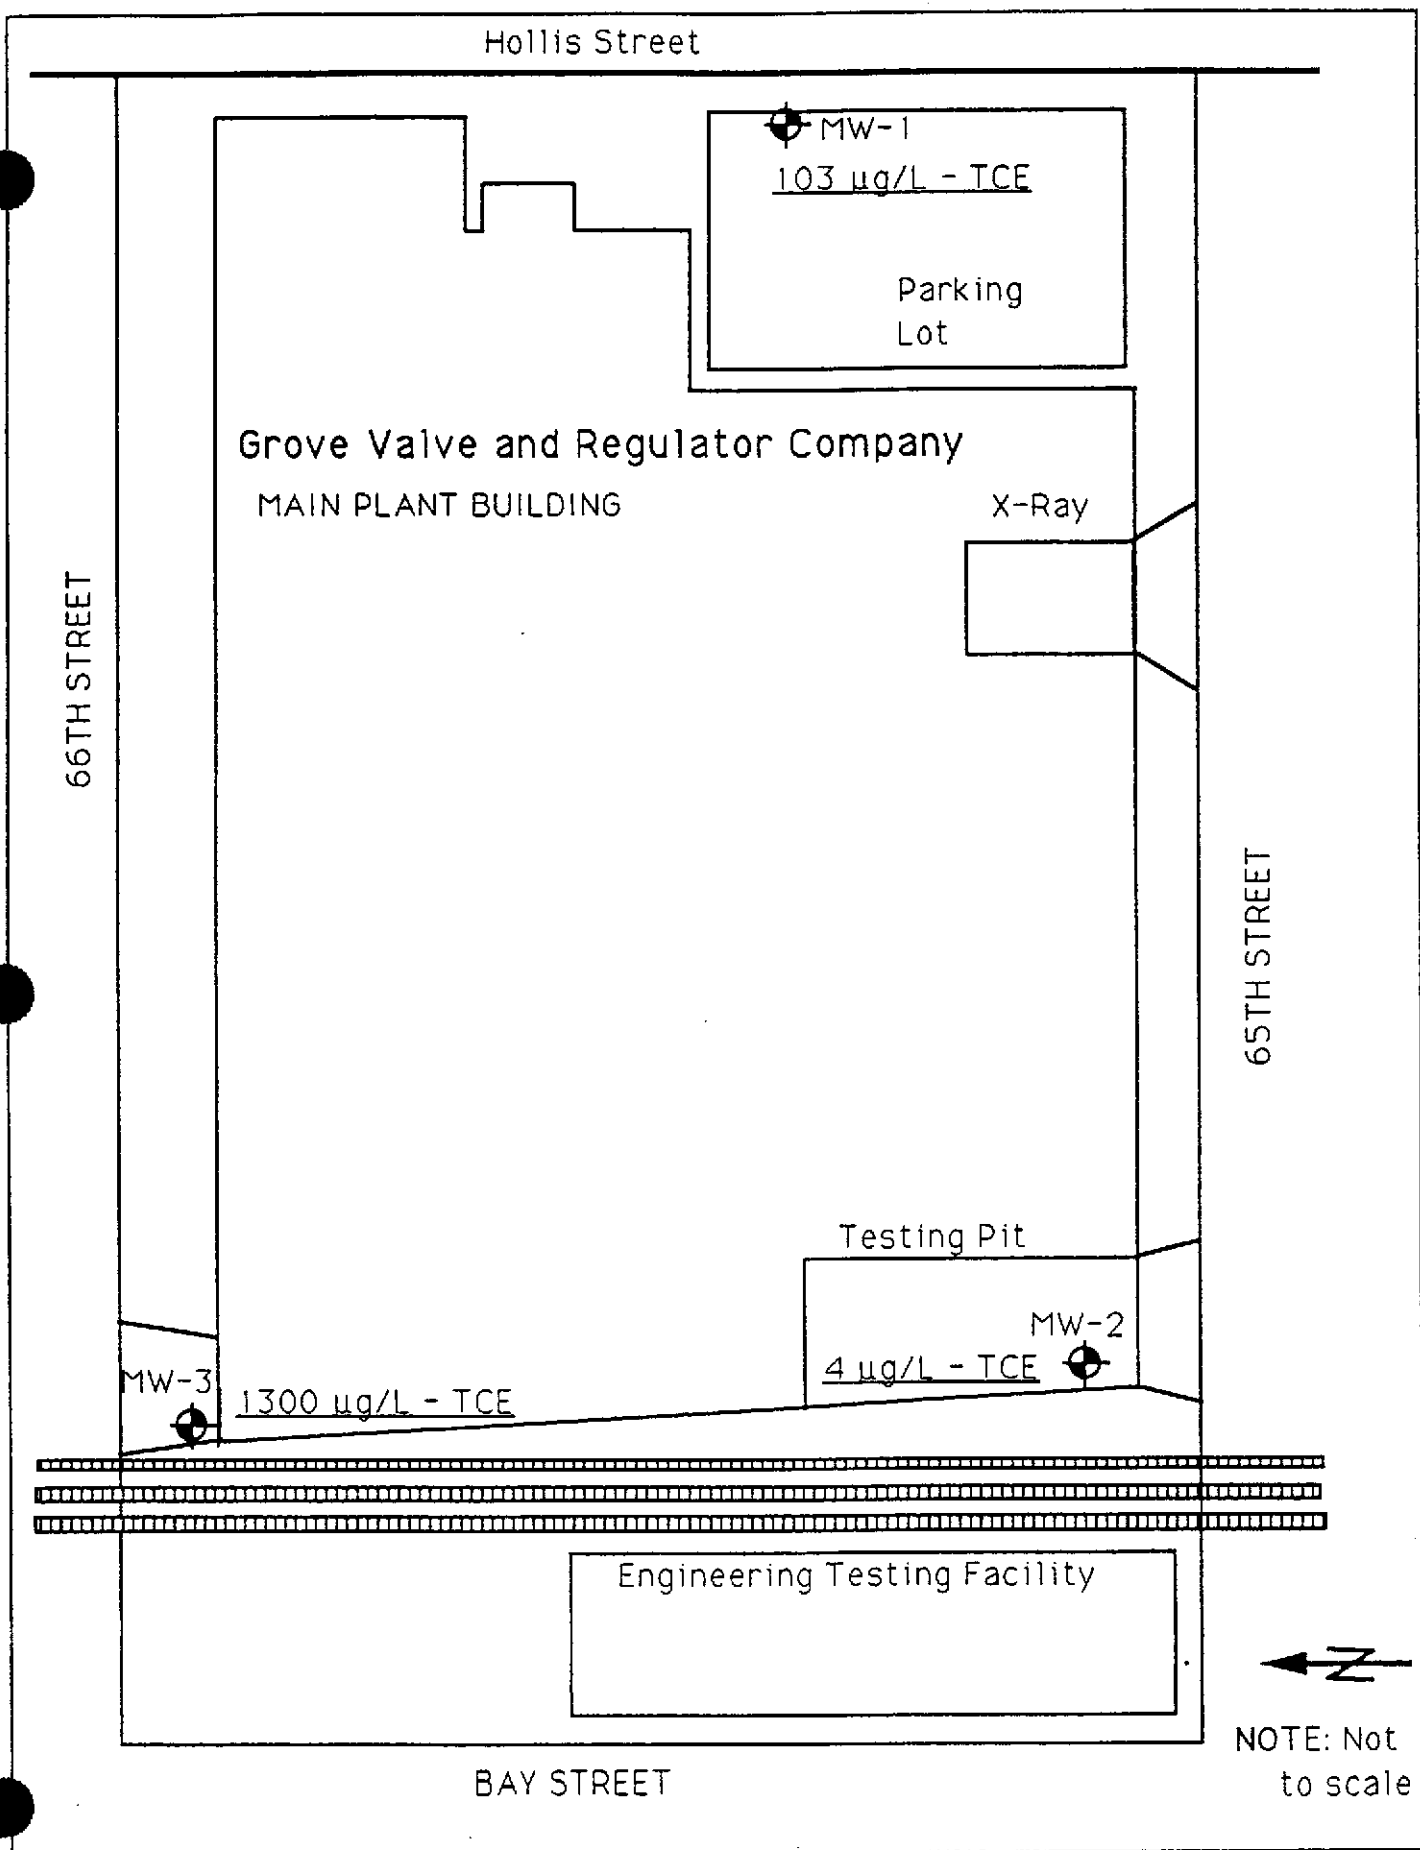 Hollis Street
MW-1
103 µg/L - TCE
Parking
Lot
Grove Valve and Regulator Company
MAIN PLANT BUILDING
X-Ray
66TH STREET
65TH STREET
Testing Pit
MW-2
4 µg/L - TCE
MW-3
1300 µg/L - TCE
Engineering Testing Facility
N
NOTE: Not
to scale
BAY STREET